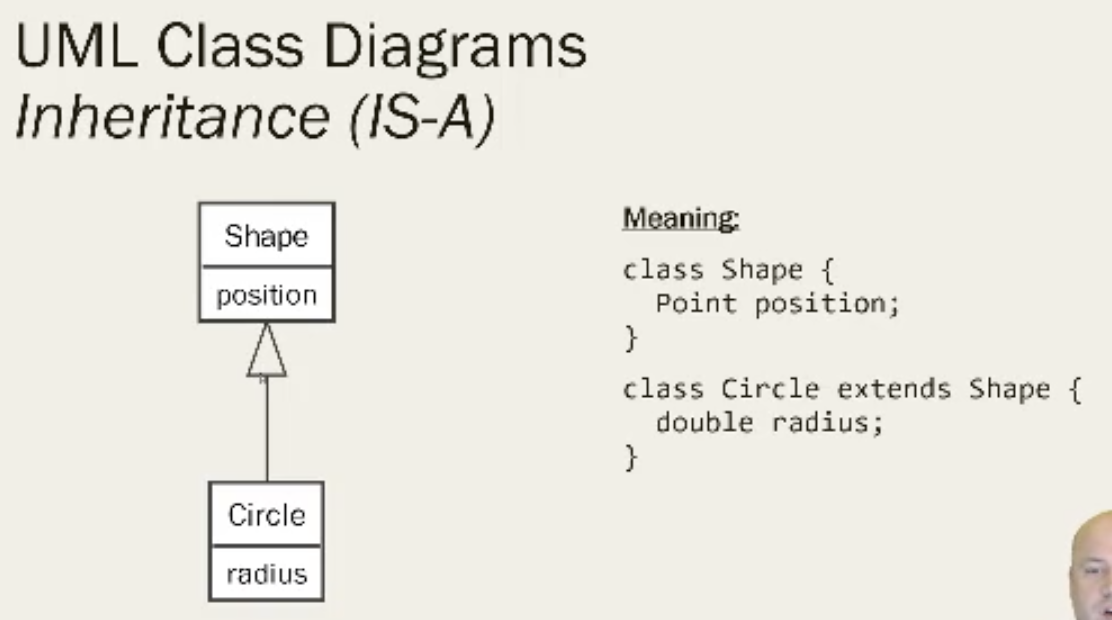 UML Class Diagrams
Inheritance (IS-A)
Shape
position
Circle
radius
Meaning:
class Shape {
  Point position;
}
class Circle extends Shape {
  double radius;
}